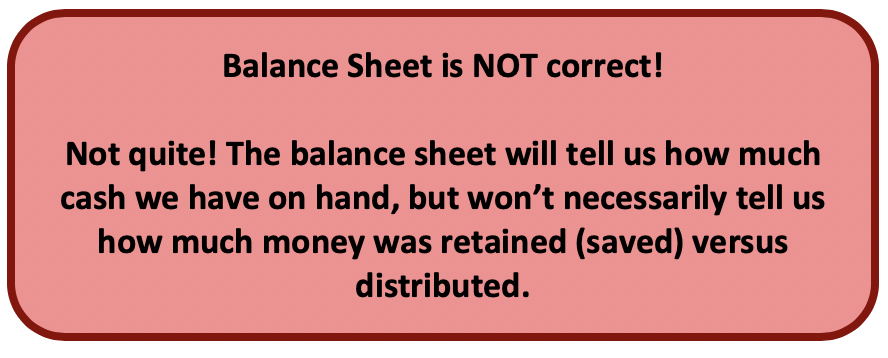 Balance Sheet is NOT correct!
Not quite! The balance sheet will tell us how much
cash we have on hand, but won’t necessarily tell us
how much money was retained (saved) versus
distributed.